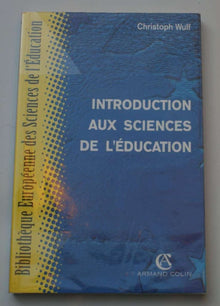 Christoph Wulf
INTRODUCTION
AUX SCIENCES
DE L'ÉDUCATION
Bibliothèque Européenne des Sciences de l'Éducation
ARMAND COLIN